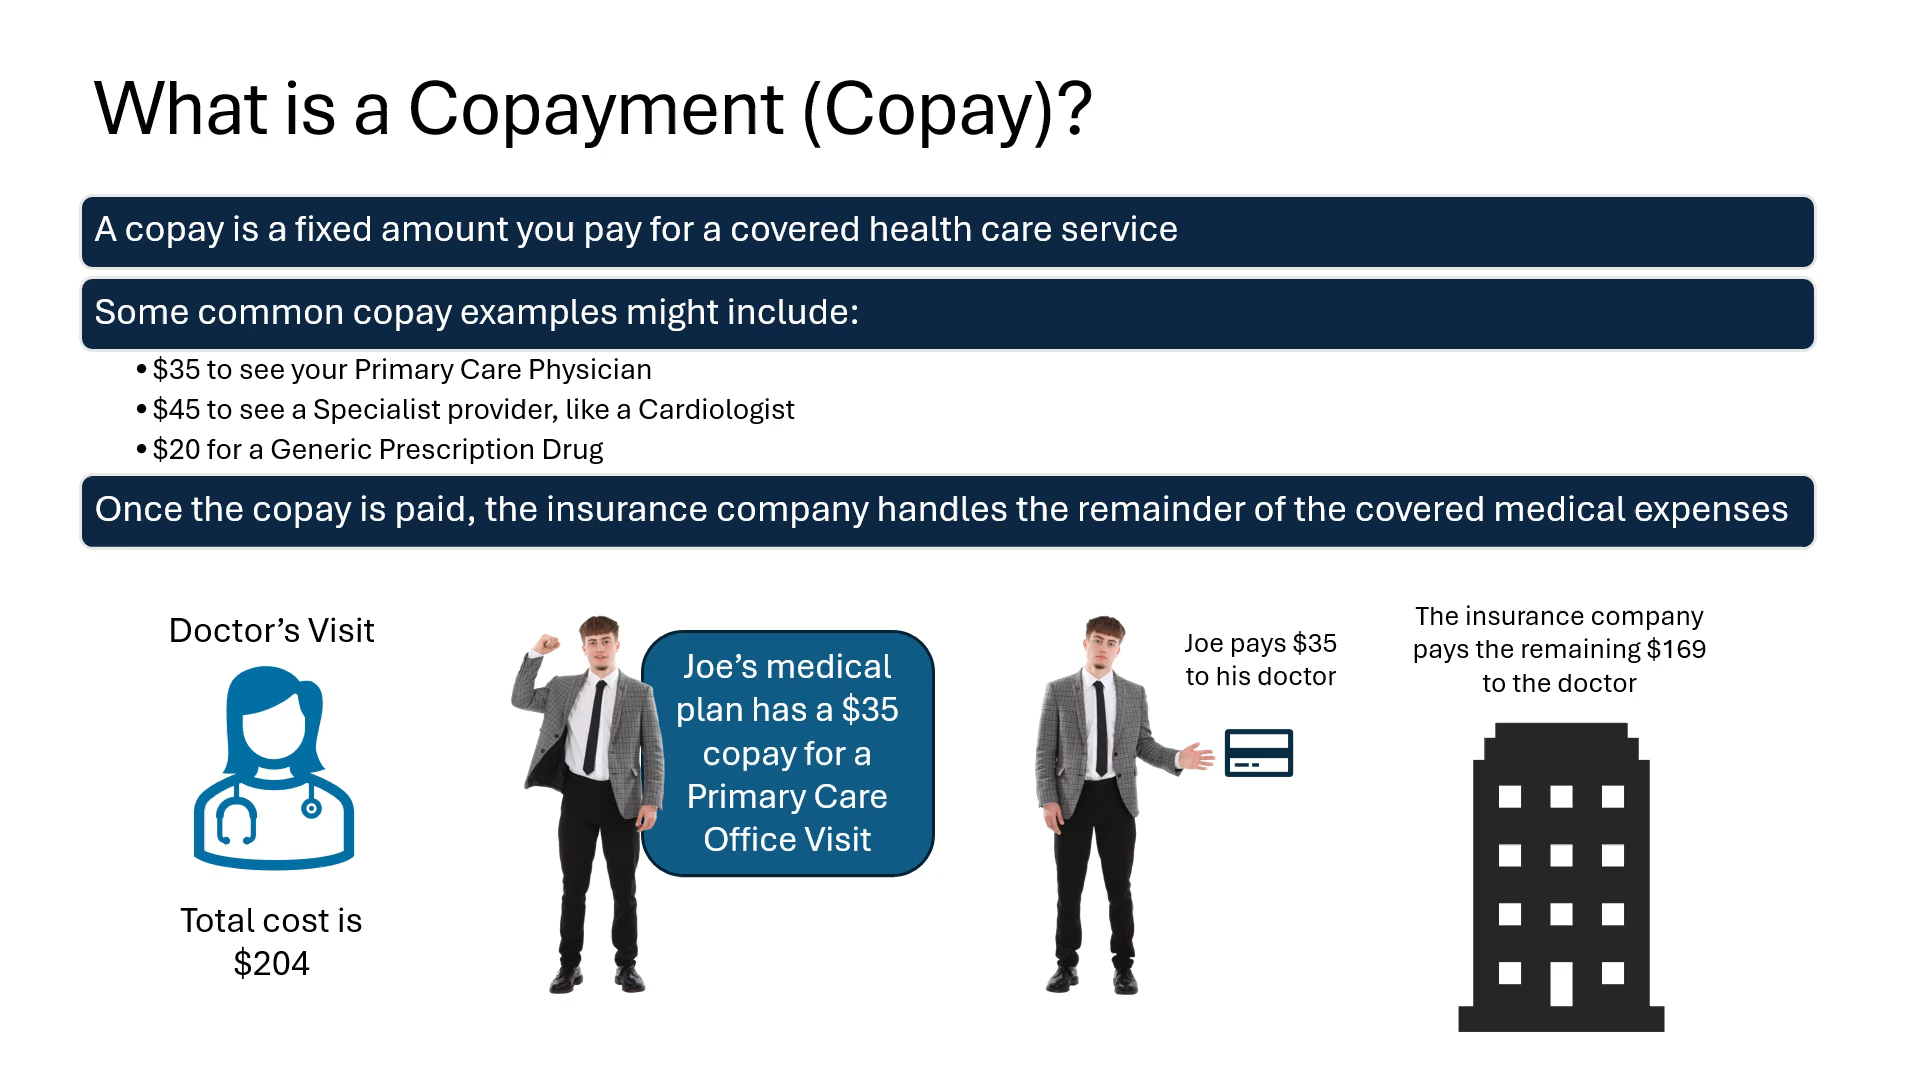 What is a Copayment (Copay)?
A copay is a fixed amount you pay for a covered health care service
Some common copay examples might include:
• $35 to see your Primary Care Physician
• $45 to see a Specialist provider, like a Cardiologist
• $20 for a Generic Prescription Drug
Once the copay is paid, the insurance company handles the remainder of the covered medical expenses
Doctor’s Visit
Total cost is
$204
Joe’s medical
plan has a $35
copay for a
Primary Care
Office Visit
Joe pays $35
to his doctor
The insurance company
pays the remaining $169
to the doctor